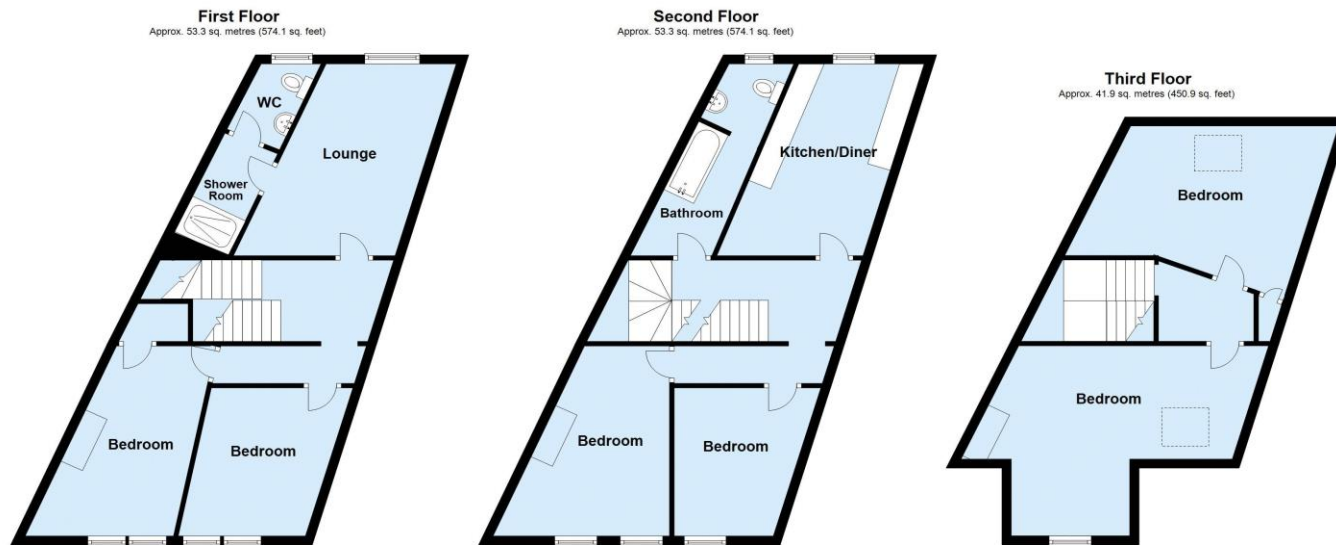 First Floor
Approx. 53.3 sq. metres (574.1 sq. feet)
WC
Lounge
Shower
Room
Bedroom
Bedroom
Second Floor
Approx. 53.3 sq. metres (574.1 sq. feet)
Kitchen/Diner
Bathroom
Bedroom
Bedroom
Third Floor
Approx. 41.9 sq. metres (450.9 sq. feet)
Bedroom
Bedroom